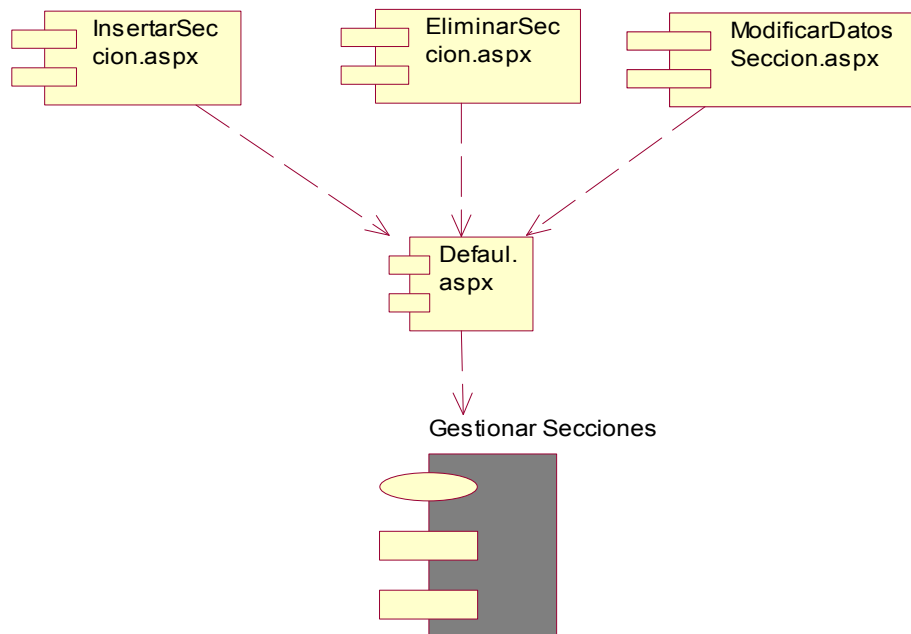 InsertarSec
cion.aspx
EliminarSec
cion.aspx
ModificarDatos
Seccion.aspx
Defaul.
aspx
Gestionar Secciones